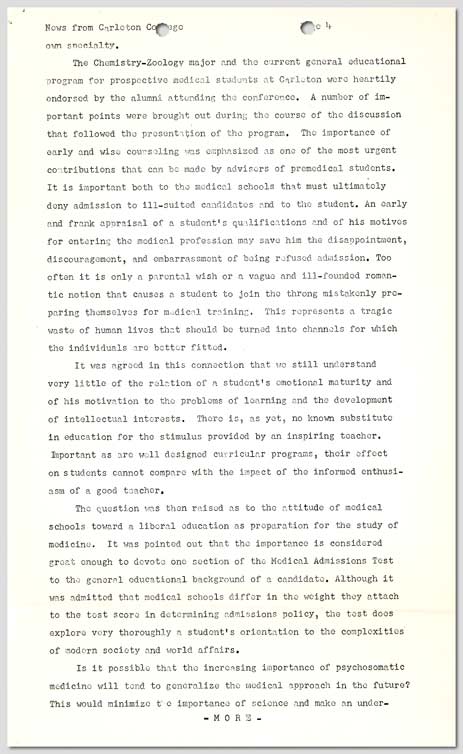 News from Carleton College Page 4
own specialty.
The Chemistry-Zoology major and the current general educational
program for prospective medical students at Carleton were heartily
endorsed by the alumni attending the conference. A number of im-
portant points were brought out during the course of the discussion
that followed the presentation of the program. The importance of
early and wise counseling was emphasized as one of the most urgent
contributions that can be made by advisers of premedical students.
It is important both to the medical schools that must ultimately
deny admission to ill-suited candidates and to the student. An early
and frank appraisal of a student's qualifications and of his motives
for entering the medical profession may save him the disappointment,
discouragement, and embarrassment of being refused admission. Too
often it is only a parental wish or a vague and ill-founded roman-
tic notion that causes a student to join the throng mistakenly pre-
paring themselves for medical training. This represents a tragic
waste of human lives that should be turned into channels for which
the individuals are better fitted.
It was agreed in this connection that we still understand
very little of the relation of a student's emotional maturity and
of his motivation to the problems of learning and the development
of intellectual interests. There is, as yet, no known substitute
in education for the stimulus provided by an inspiring teacher.
Important as are well designed curricular programs, their effect
on students cannot compare with the impact of the informed enthusi-
asm of a good teacher.
The question was then raised as to the attitude of medical
schools toward a liberal education as preparation for the study of
medicine. It was pointed out that the importance is considered
great enough to devote one section of the Medical Admissions Test
to the general educational background of a candidate. Although it
was admitted that medical schools differ in the weight they attach
to the test score in determining admissions policy, the test does
explore very thoroughly a student's orientation to the complexities
of modern society and world affairs.
Is it possible that the increasing importance of psychosomatic
medicine will tend to generalize the medical approach in the future?
This would minimize the importance of science and make an under-
- M O R E -